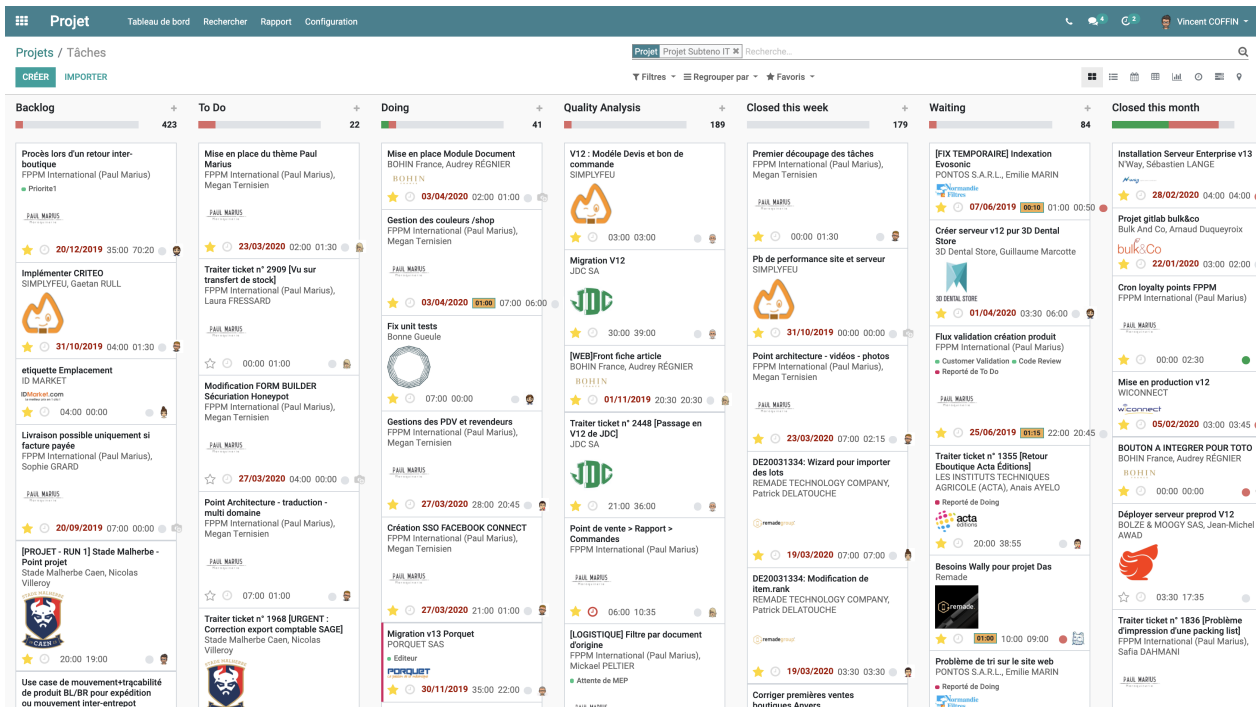 Projet
Tableau de bord Rechercher Rapport Configuration
4 2 Vincent COFFIN
Projets / Tâches
Projet Projet Subteno IT ✖ Recherche...
CRÉER IMPORTER
Filtres Regrouper par Favoris
Backlog +
423
Procès lors d'un retour inter-
boutique
FPPM International (Paul Marius)
Priorite1
PAUL MARIUS
20/12/2019 35:00 70:20
Implémenter CRITEO
SIMPLYFEU, Gaetan RULL
31/10/2019 04:00 01:30
etiquette Emplacement
ID MARKET
IDMarket.com
04:00 00:00
Livraison possible uniquement si
facture payée
FPPM International (Paul Marius),
Sophie GRARD
PAUL MARIUS
20/09/2019 07:00 00:00
[PROJET - RUN 1] Stade Malherbe -
Point projet
Stade Malherbe Caen, Nicolas
Villeroy
STADE MALHERBE
CAEN
20:00 19:00
Use case de mouvement+traçabilité
de produit BL/BR pour expédition
ou mouvement inter-entrepot
To Do +
22
Mise en place du thème Paul
Marius
FPPM International (Paul Marius),
Megan Ternisien
PAUL MARIUS
23/03/2020 02:00 01:30
Traiter ticket n° 2909 [Vu sur
transfert de stock]
FPPM International (Paul Marius),
Laura FRESSARD
PAUL MARIUS
00:00 01:00
Modification FORM BUILDER
Sécuriation Honeypot
FPPM International (Paul Marius),
Megan Ternisien
PAUL MARIUS
27/03/2020 04:00 00:00
Point Architecture - traduction -
multi domaine
FPPM International (Paul Marius),
Megan Ternisien
PAUL MARIUS
07:00 01:00
Traiter ticket n° 1968 [URGENT :
Correction export comptable SAGE]
Stade Malherbe Caen, Nicolas
Villeroy
Doing +
41
Mise en place Module Document
BOHIN France, Audrey RÉGNIER
BOHIN
03/04/2020 02:00 01:00
Gestion des couleurs /shop
FPPM International (Paul Marius),
Megan Ternisien
PAUL MARIUS
03/04/2020 01:00 07:00 06:00
Fix unit tests
Bonne Gueule
07:00 00:00
Gestions des PDV et revendeurs
FPPM International (Paul Marius),
Megan Ternisien
PAUL MARIUS
27/03/2020 28:00 20:45
Création SSO FACEBOOK CONNECT
FPPM International (Paul Marius),
Megan Ternisien
PAUL MARIUS
27/03/2020 21:00 01:00
Migration v13 Porquet
PORQUET SAS
Editeur
PORQUET
30/11/2019 35:00 22:00
Quality Analysis +
189
V12 : Modéle Devis et bon de
commande
SIMPLYFEU
03:00 03:00
Migration V12
JDC SA
JDC
30:00 39:00
[WEB]Front fiche article
BOHIN France, Audrey RÉGNIER
BOHIN
01/11/2019 20:30 20:30
Traiter ticket n° 2448 [Passage en
V12 de JDC]
JDC SA
JDC
21:00 36:00
Point de vente > Rapport >
Commandes
FPPM International (Paul Marius)
PAUL MARIUS
06:00 10:35
[LOGISTIQUE] Filtre par document
d'origine
FPPM International (Paul Marius),
Mickael PELTIER
Attente de MEP
Closed this week +
179
Premier découpage des tâches
FPPM International (Paul Marius),
Megan Ternisien
PAUL MARIUS
00:00 01:30
Pb de performance site et serveur
SIMPLYFEU
31/10/2019 00:00 00:00
Point architecture - vidéos - photos
FPPM International (Paul Marius),
Megan Ternisien
PAUL MARIUS
23/03/2020 07:00 02:15
DE20031334: Wizard pour importer
des lots
REMADE TECHNOLOGY COMPANY,
Patrick DELATOUCHE
remadegroup
19/03/2020 07:00 07:00
DE20031334: Modification de
item.rank
REMADE TECHNOLOGY COMPANY,
Patrick DELATOUCHE
remadegroup
19/03/2020 03:30 03:30
Corriger premières ventes
boutiques Anvers
Waiting +
84
[FIX TEMPORAIRE] Indexation
Evosonic
PONTOS S.A.R.L., Emilie MARIN
Normandie
Filtres
07/06/2019 00:10 01:00 00:50
Créer serveur v12 pur 3D Dental
Store
3D Dental Store, Guillaume Marcotte
3D DENTAL STORE
01/04/2020 03:30 06:00
Flux validation création produit
FPPM International (Paul Marius)
Customer Validation Code Review
Reporté de To Do
PAUL MARIUS
25/06/2019 01:15 22:00 20:45
Traiter ticket n° 1355 [Retour
Eboutique Acta Éditions]
LES INSTITUTS TECHNIQUES
AGRICOLE (ACTA), Anais AYELO
Reporté de Doing
acta
éditions
20:00 38:55
Besoins Wally pour projet Das
Remade
remade
01:00 10:00 09:00
Problème de tri sur le site web
PONTOS S.A.R.L., Emilie MARIN
Reporté de Doing
Normandie
Filtres
Closed this month
Installation Serveur Enterprise v13
N'Way, Sébastien LANGE
28/02/2020 04:00 04:00
Projet gitlab bulk&co
Bulk And Co, Arnaud Duqueyroix
bulk&Co
22/01/2020 03:00 02:00
Cron loyalty points FPPM
FPPM International (Paul Marius)
PAUL MARIUS
00:00 02:30
Mise en production v12
WICONNECT
wiconnect
05/02/2020 03:00 03:45
BOUTON A INTEGRER POUR TOTO
BOHIN France, Audrey RÉGNIER
BOHIN
00:00 00:00
Déployer serveur preprod V12
BOLZE & MOOGY SAS, Jean-Michel
AWAD
03:30 17:35
Traiter ticket n° 1836 [Problème
d'impression d'une packing list]
FPPM International (Paul Marius),
Safia DAHMANI
PAUL MARIUS